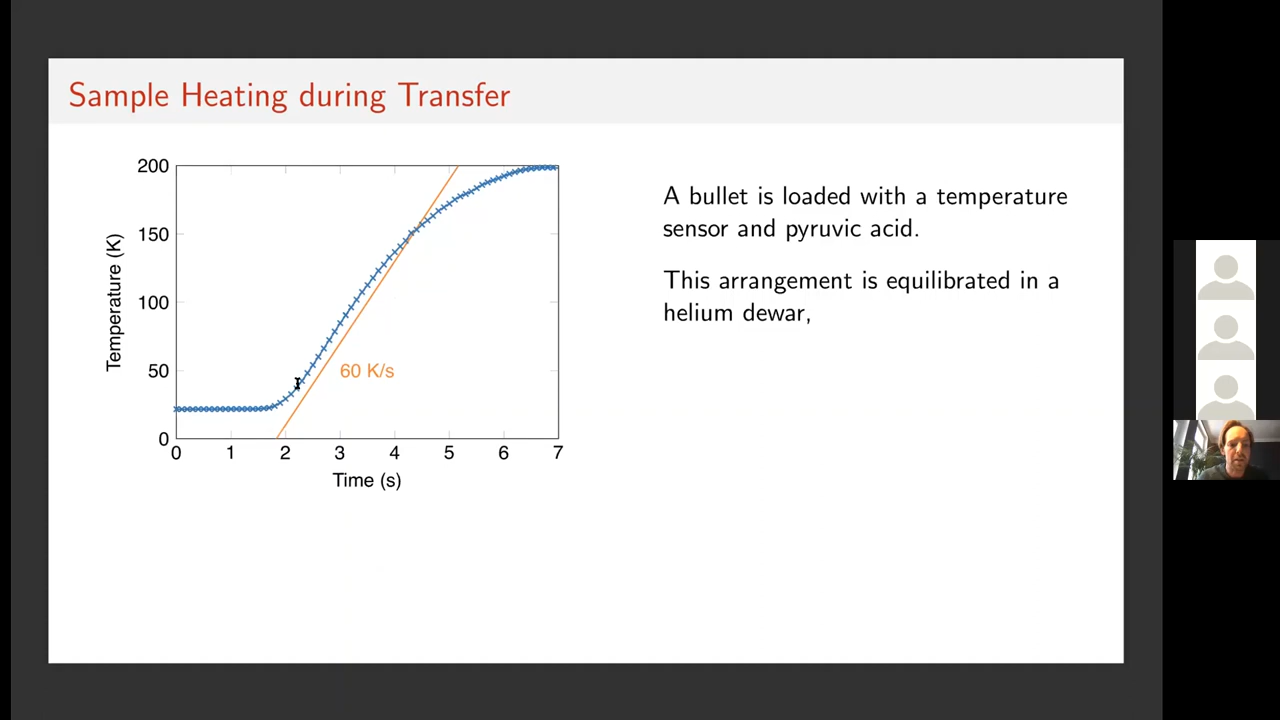 Sample Heating during Transfer
200
150
100
50
0
Temperature (K)
60 K/s
0 1 2 3 4 5 6 7
Time (s)
A bullet is loaded with a temperature
sensor and pyruvic acid.
This arrangement is equilibrated in a
helium dewar,